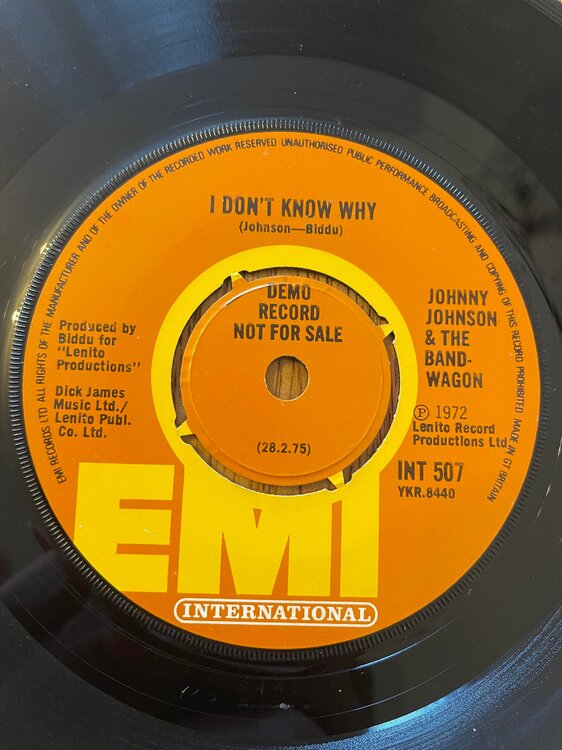 EMI RECORDS LTD ALL RIGHTS OF THE MANUFACTURER AND OF THE OWNER OF THE RECORDED WORK RESERVED UNAUTHORISED PUBLIC PERFORMANCE BROADCASTING AND COPYING OF THIS RECORD PROHIBITED MADE IN GT BRITAIN
I DON'T KNOW WHY
(Johnson—Biddu)
DEMO
RECORD
NOT FOR SALE
(28.2.75)
Produced by
Biddu for
"Lenito
Productions"
Dick James
Music Ltd./
Lenito Publ.
Co. Ltd.
JOHNNY
JOHNSON
& THE
BAND-
WAGON
℗ 1972
Lenito Record
Productions Ltd
INT 507
YKR.8440
EMI
INTERNATIONAL